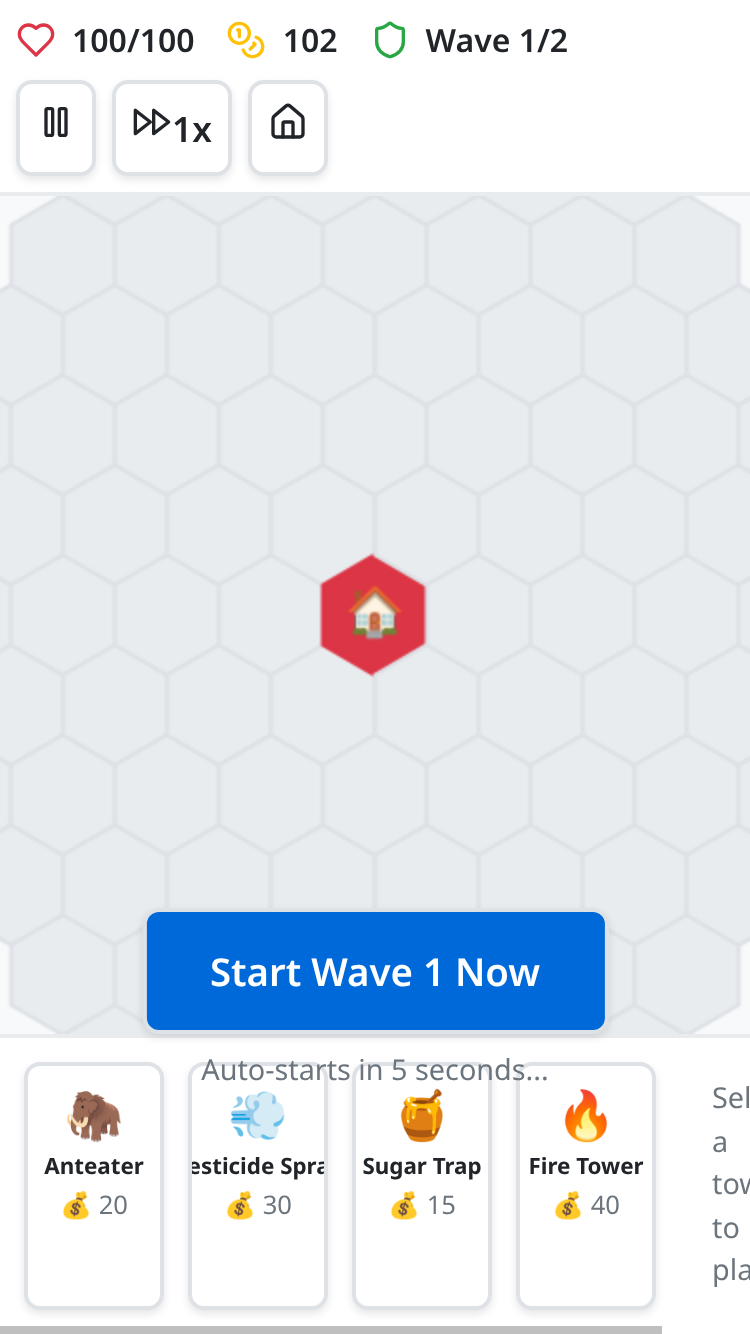 100/100 102 Wave 1/2
1x
Start Wave 1 Now
Auto-starts in 5 seconds...
Anteater
20
esticide Spra
30
Sugar Trap
15
Fire Tower
40
Sel
a
tow
to
pla